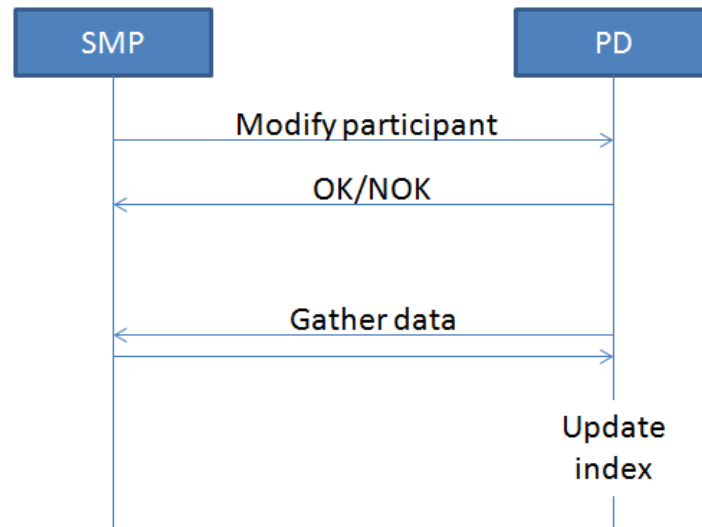 SMP
PD
Modify participant
OK/NOK
Gather data
Update
index